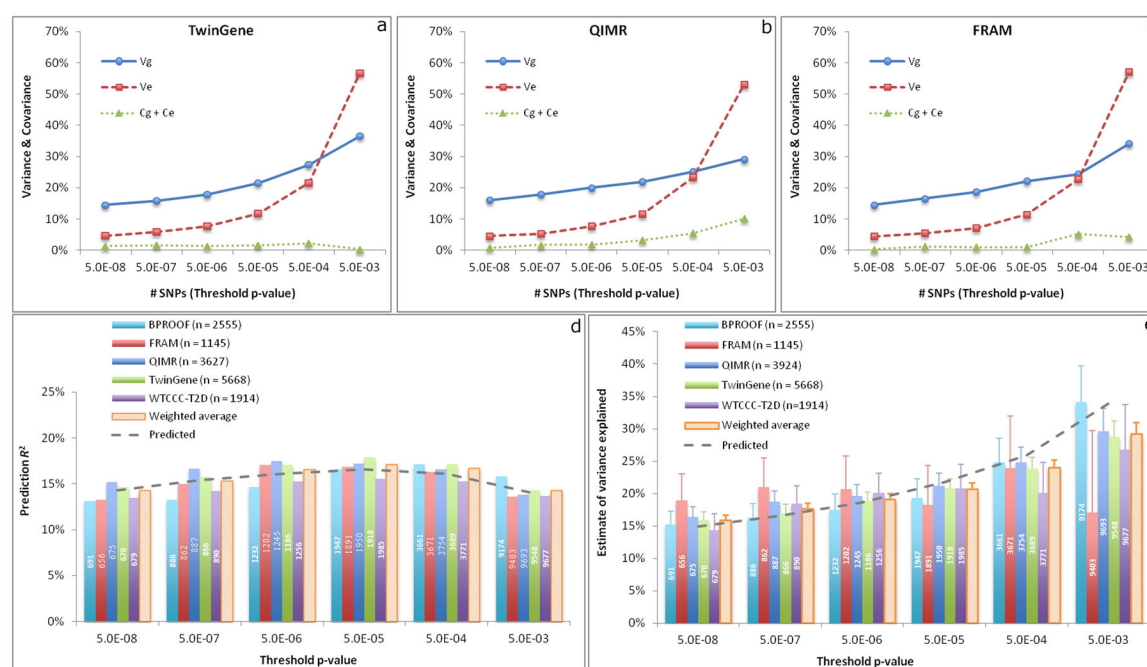 TwinGene
a
70%
60%
50%
40%
30%
20%
10%
0%
Variance & Covariance
Vg
Ve
Cg + Ce
5.0E-08 5.0E-07 5.0E-06 5.0E-05 5.0E-04 5.0E-03
# SNPs (Threshold p-value)
QIMR
b
70%
60%
50%
40%
30%
20%
10%
0%
Variance & Covariance
Vg
Ve
Cg + Ce
5.0E-08 5.0E-07 5.0E-06 5.0E-05 5.0E-04 5.0E-03
# SNPs (Threshold p-value)
FRAM
70%
60%
50%
40%
30%
20%
10%
0%
Variance & Covariance
Vg
Ve
Cg + Ce
5.0E-08 5.0E-07 5.0E-06 5.0E-05 5.0E-04 5.0E-03
# SNPs (Threshold p-value)
d
BPROOF (n = 2555)
FRAM (n = 1145)
QIMR (n = 3627)
TwinGene (n = 5668)
WTCCC-T2D (n = 1914)
Weighted average
Predicted
25%
20%
15%
10%
5%
0%
Prediction R²
691 656 675 670 679
886 862 887 866 890
1232 1202 1245 1186 1256
1947 1891 1950 1918 1985
3661 3671 3754 3689 3771
9174 9403 9693 9548 9677
5.0E-08 5.0E-07 5.0E-06 5.0E-05 5.0E-04 5.0E-03
Threshold p-value
BPROOF (n = 2555)
FRAM (n = 1145)
QIMR (n = 3924)
TwinGene (n = 5668)
WTCCC-T2D (n=1914)
Weighted average
Predicted
45%
40%
35%
30%
25%
20%
15%
10%
5%
0%
Estimate of variance explained
691 656 675 670 679
886 862 887 866 890
1232 1202 1245 1186 1256
1947 1891 1950 1918 1985
3661 3671 3754 3689 3771
9174 9403 9693 9548 9677
5.0E-08 5.0E-07 5.0E-06 5.0E-05 5.0E-04 5.0E-03
Threshold p-value